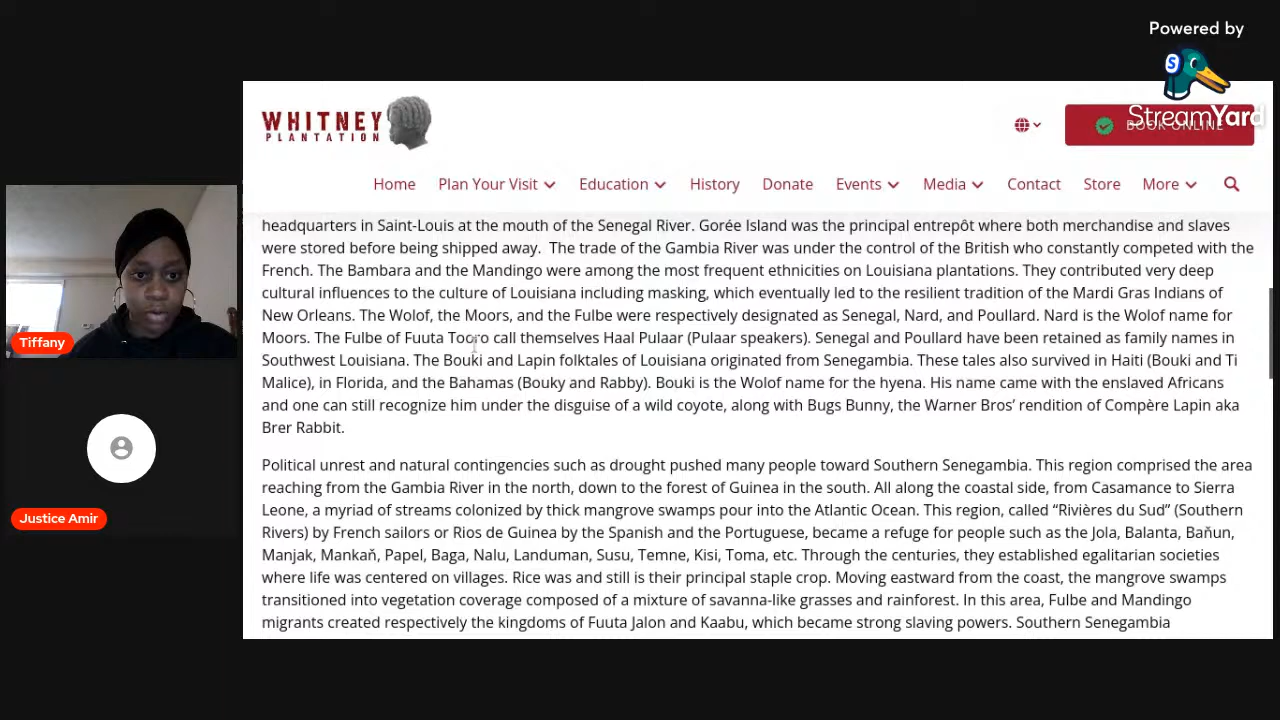 Powered by
StreamYard
WHITNEY
PLANTATION
BOOK ONLINE
Home Plan Your Visit Education History Donate Events Media Contact Store More
headquarters in Saint-Louis at the mouth of the Senegal River. Gorée Island was the principal entrepôt where both merchandise and slaves
were stored before being shipped away. The trade of the Gambia River was under the control of the British who constantly competed with the
French. The Bambara and the Mandingo were among the most frequent ethnicities on Louisiana plantations. They contributed very deep
cultural influences to the culture of Louisiana including masking, which eventually led to the resilient tradition of the Mardi Gras Indians of
New Orleans. The Wolof, the Moors, and the Fulbe were respectively designated as Senegal, Nard, and Poullard. Nard is the Wolof name for
Moors. The Fulbe of Fuuta Tooro call themselves Haal Pulaar (Pulaar speakers). Senegal and Poullard have been retained as family names in
Southwest Louisiana. The Bouki and Lapin folktales of Louisiana originated from Senegambia. These tales also survived in Haiti (Bouki and Ti
Malice), in Florida, and the Bahamas (Bouky and Rabby). Bouki is the Wolof name for the hyena. His name came with the enslaved Africans
and one can still recognize him under the disguise of a wild coyote, along with Bugs Bunny, the Warner Bros’ rendition of Compère Lapin aka
Brer Rabbit.
Political unrest and natural contingencies such as drought pushed many people toward Southern Senegambia. This region comprised the area
reaching from the Gambia River in the north, down to the forest of Guinea in the south. All along the coastal side, from Casamance to Sierra
Leone, a myriad of streams colonized by thick mangrove swamps pour into the Atlantic Ocean. This region, called “Rivières du Sud” (Southern
Rivers) by French sailors or Rios de Guinea by the Spanish and the Portuguese, became a refuge for people such as the Jola, Balanta, Baňun,
Manjak, Mankaň, Papel, Baga, Nalu, Landuman, Susu, Temne, Kisi, Toma, etc. Through the centuries, they established egalitarian societies
where life was centered on villages. Rice was and still is their principal staple crop. Moving eastward from the coast, the mangrove swamps
transitioned into vegetation coverage composed of a mixture of savanna-like grasses and rainforest. In this area, Fulbe and Mandingo
migrants created respectively the kingdoms of Fuuta Jalon and Kaabu, which became strong slaving powers. Southern Senegambia
Tiffany
Justice Amir